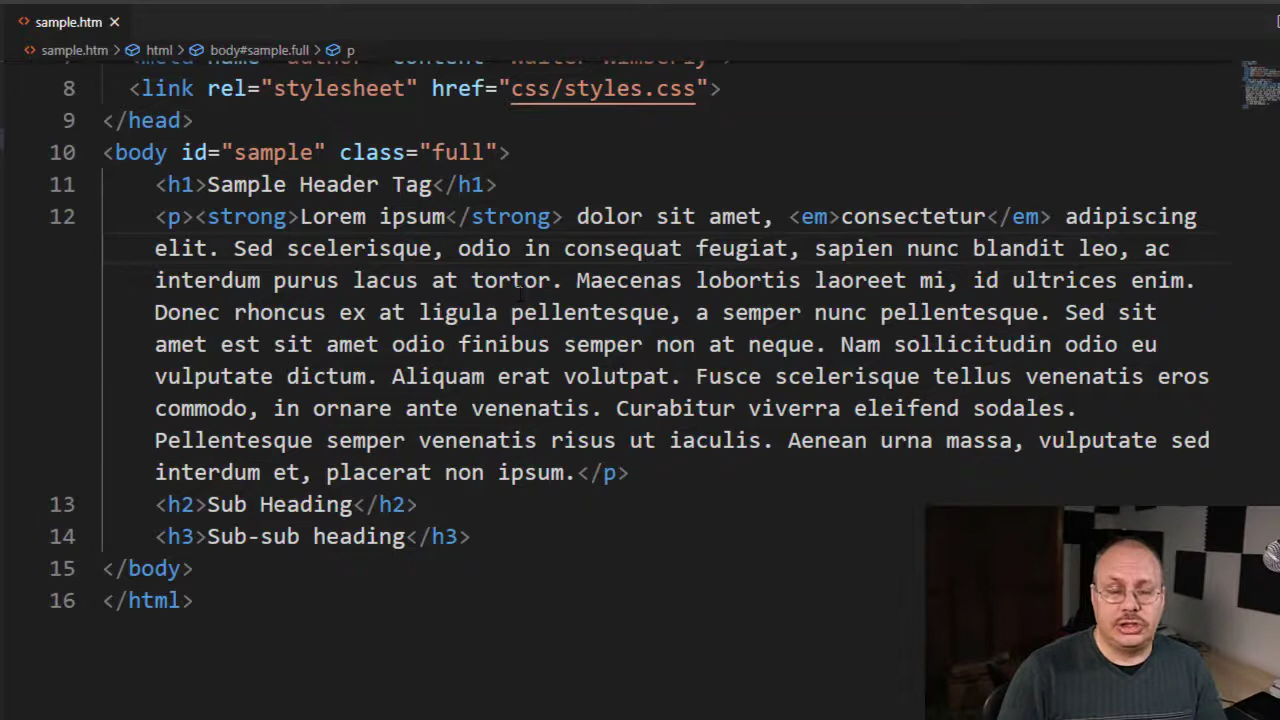 sample.htm
sample.htm > html > body#sample.full > p
8 <link rel="stylesheet" href="css/styles.css">
9 </head>
10 <body id="sample" class="full">
11 <h1>Sample Header Tag</h1>
12 <p><strong>Lorem ipsum</strong> dolor sit amet, <em>consectetur</em> adipiscing
elit. Sed scelerisque, odio in consequat feugiat, sapien nunc blandit leo, ac
interdum purus lacus at tortor. Maecenas lobortis laoreet mi, id ultrices enim.
Donec rhoncus ex at ligula pellentesque, a semper nunc pellentesque. Sed sit
amet est sit amet odio finibus semper non at neque. Nam sollicitudin odio eu
vulputate dictum. Aliquam erat volutpat. Fusce scelerisque tellus venenatis eros
commodo, in ornare ante venenatis. Curabitur viverra eleifend sodales.
Pellentesque semper venenatis risus ut iaculis. Aenean urna massa, vulputate sed
interdum et, placerat non ipsum.</p>
13 <h2>Sub Heading</h2>
14 <h3>Sub-sub heading</h3>
15 </body>
16 </html>